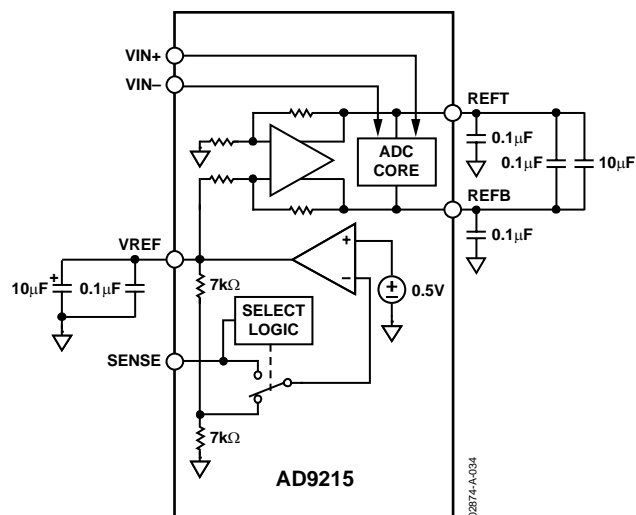 VIN+
VIN–
REFT
0.1μF
ADC
CORE
0.1μF
10μF
REFB
0.1μF
VREF
+
–
7kΩ
10μF
+
0.1μF
+
–
0.5V
SELECT
LOGIC
SENSE
7kΩ
AD9215
02874-A-034